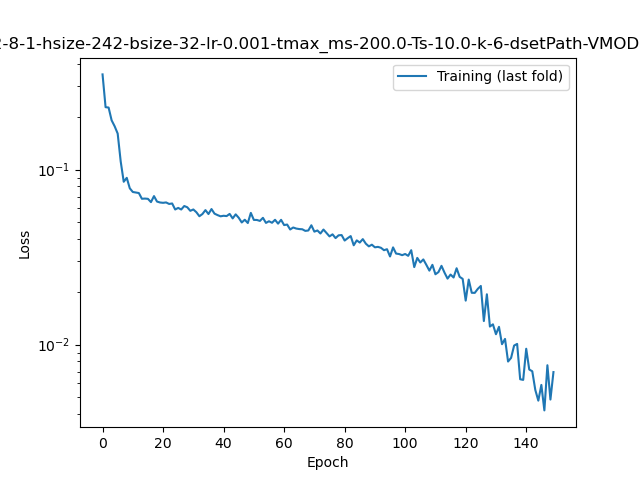 -8-1-hsize-242-bsize-32-lr-0.001-tmax_ms-200.0-Ts-10.0-k-6-dsetPath-VMOD
Training (last fold)
Loss
10⁻¹
10⁻²
0 20 40 60 80 100 120 140
Epoch